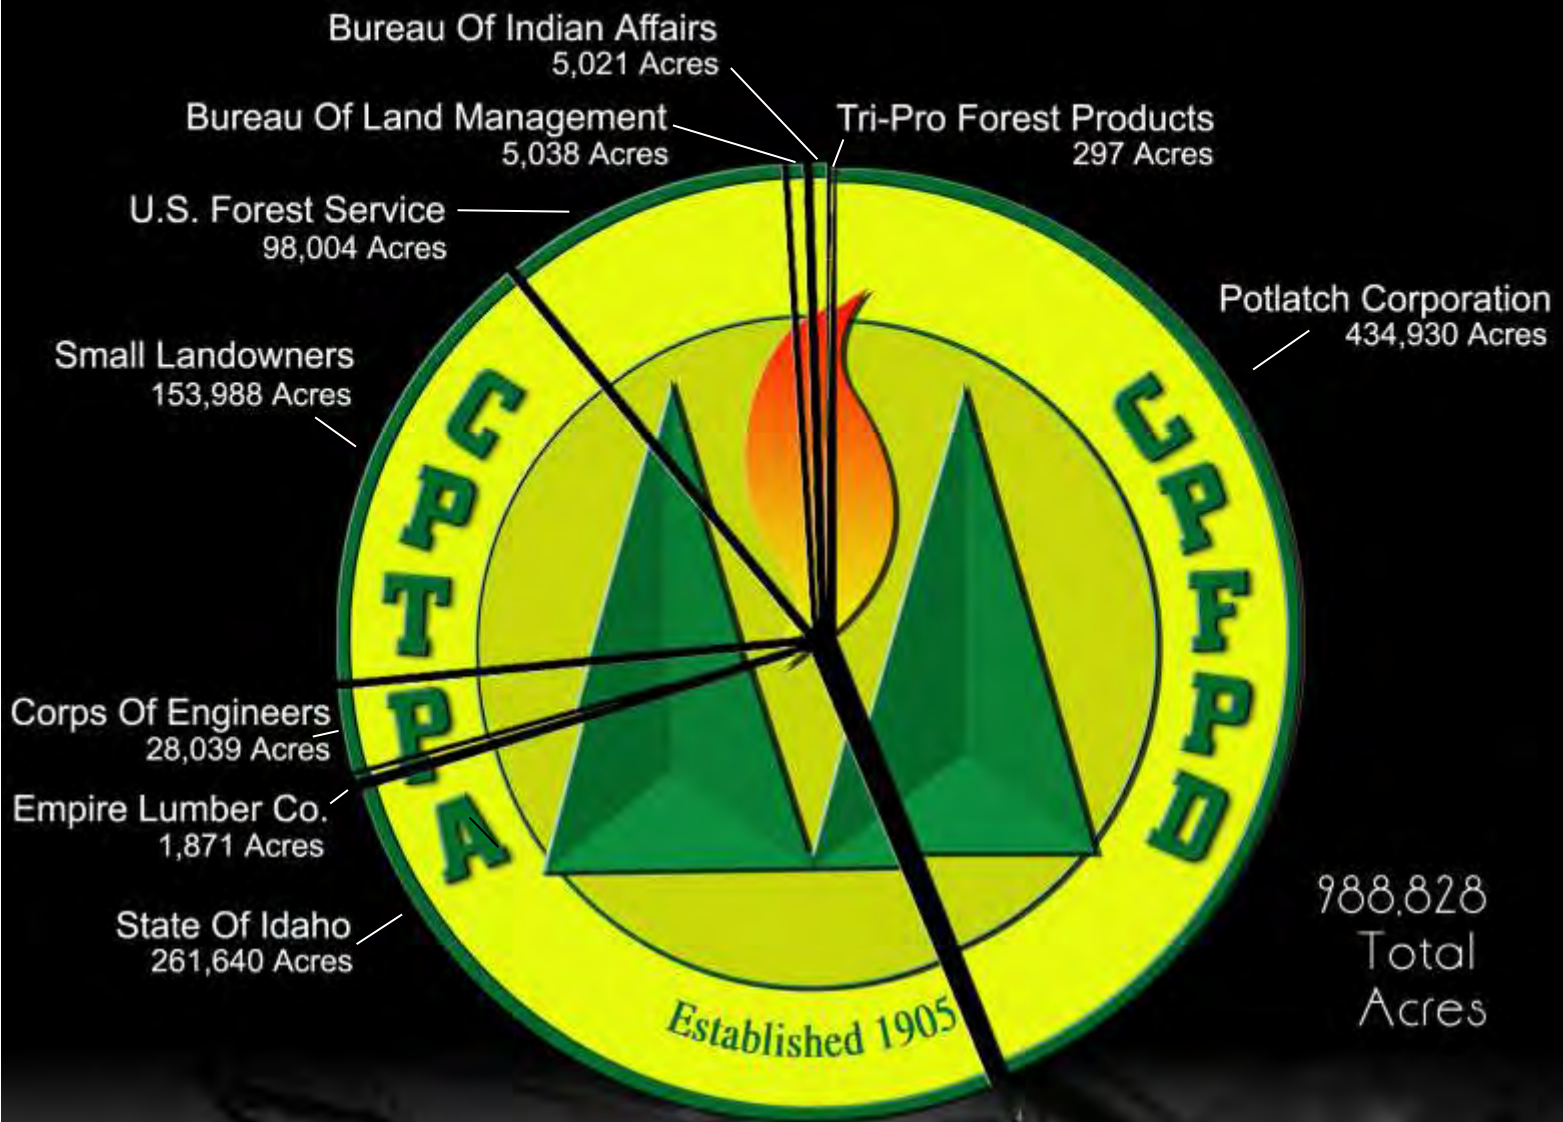 Bureau Of Indian Affairs
5,021 Acres
Bureau Of Land Management
5,038 Acres
Tri-Pro Forest Products
297 Acres
U.S. Forest Service
98,004 Acres
Potlatch Corporation
434,930 Acres
Small Landowners
153,988 Acres
CPTPA
CPFPD
Corps Of Engineers
28,039 Acres
Empire Lumber Co.
1,871 Acres
State Of Idaho
261,640 Acres
988,828
Total
Acres
Established 1905